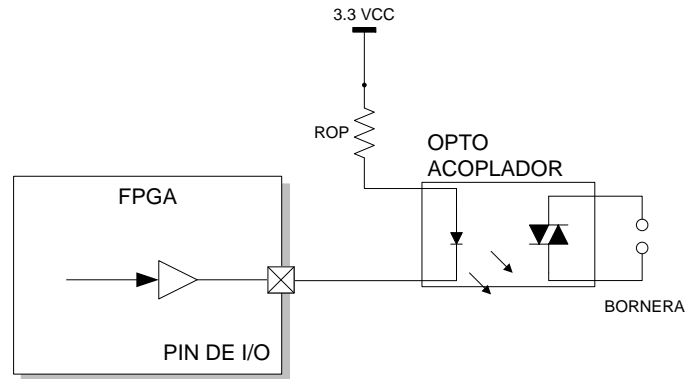 3.3 VCC
ROP
OPTO
ACOPLADOR
FPGA
PIN DE I/O
BORNERA